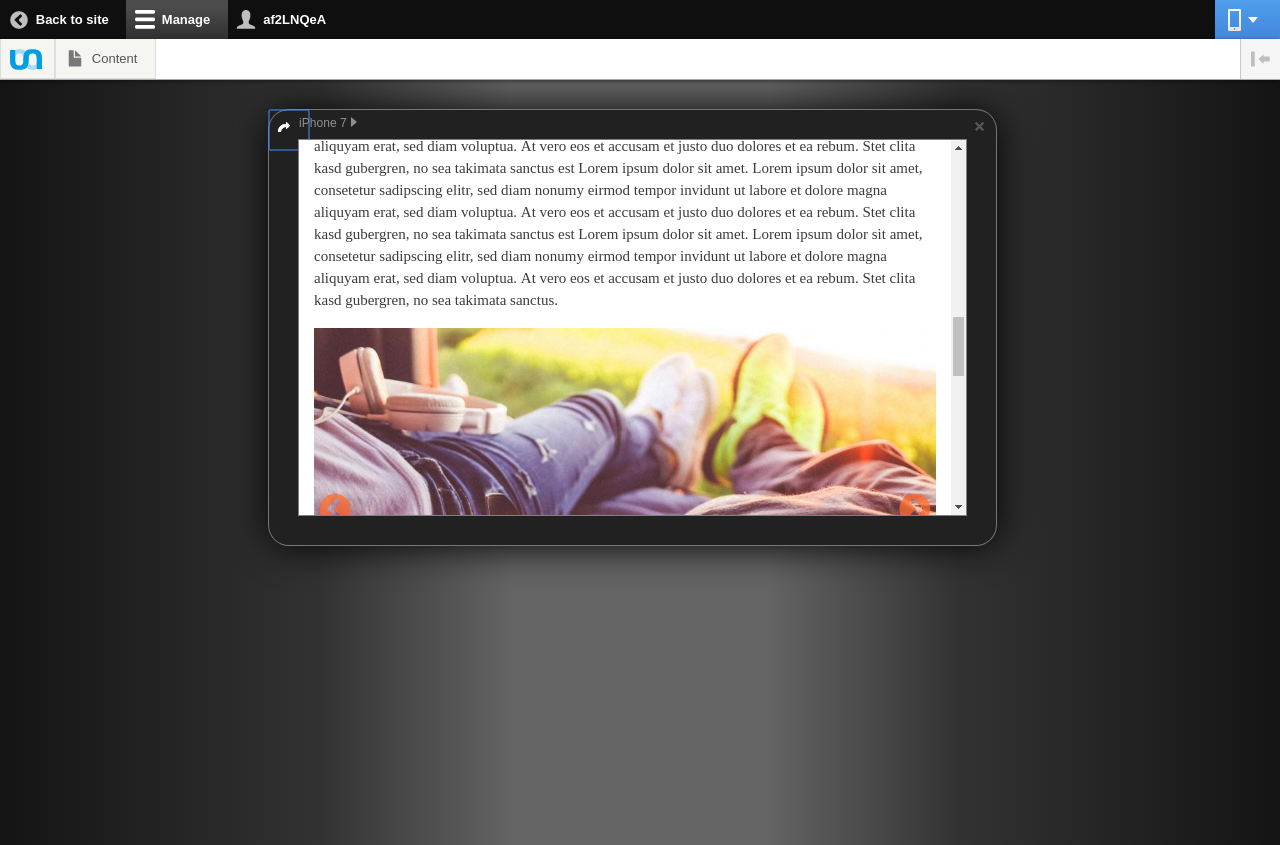 Back to site
Manage
af2LNQeA
Content
iPhone 7
aliquyam erat, sed diam voluptua. At vero eos et accusam et justo duo dolores et ea rebum. Stet clita
kasd gubergren, no sea takimata sanctus est Lorem ipsum dolor sit amet. Lorem ipsum dolor sit amet,
consetetur sadipscing elitr, sed diam nonumy eirmod tempor invidunt ut labore et dolore magna
aliquyam erat, sed diam voluptua. At vero eos et accusam et justo duo dolores et ea rebum. Stet clita
kasd gubergren, no sea takimata sanctus est Lorem ipsum dolor sit amet. Lorem ipsum dolor sit amet,
consetetur sadipscing elitr, sed diam nonumy eirmod tempor invidunt ut labore et dolore magna
aliquyam erat, sed diam voluptua. At vero eos et accusam et justo duo dolores et ea rebum. Stet clita
kasd gubergren, no sea takimata sanctus.